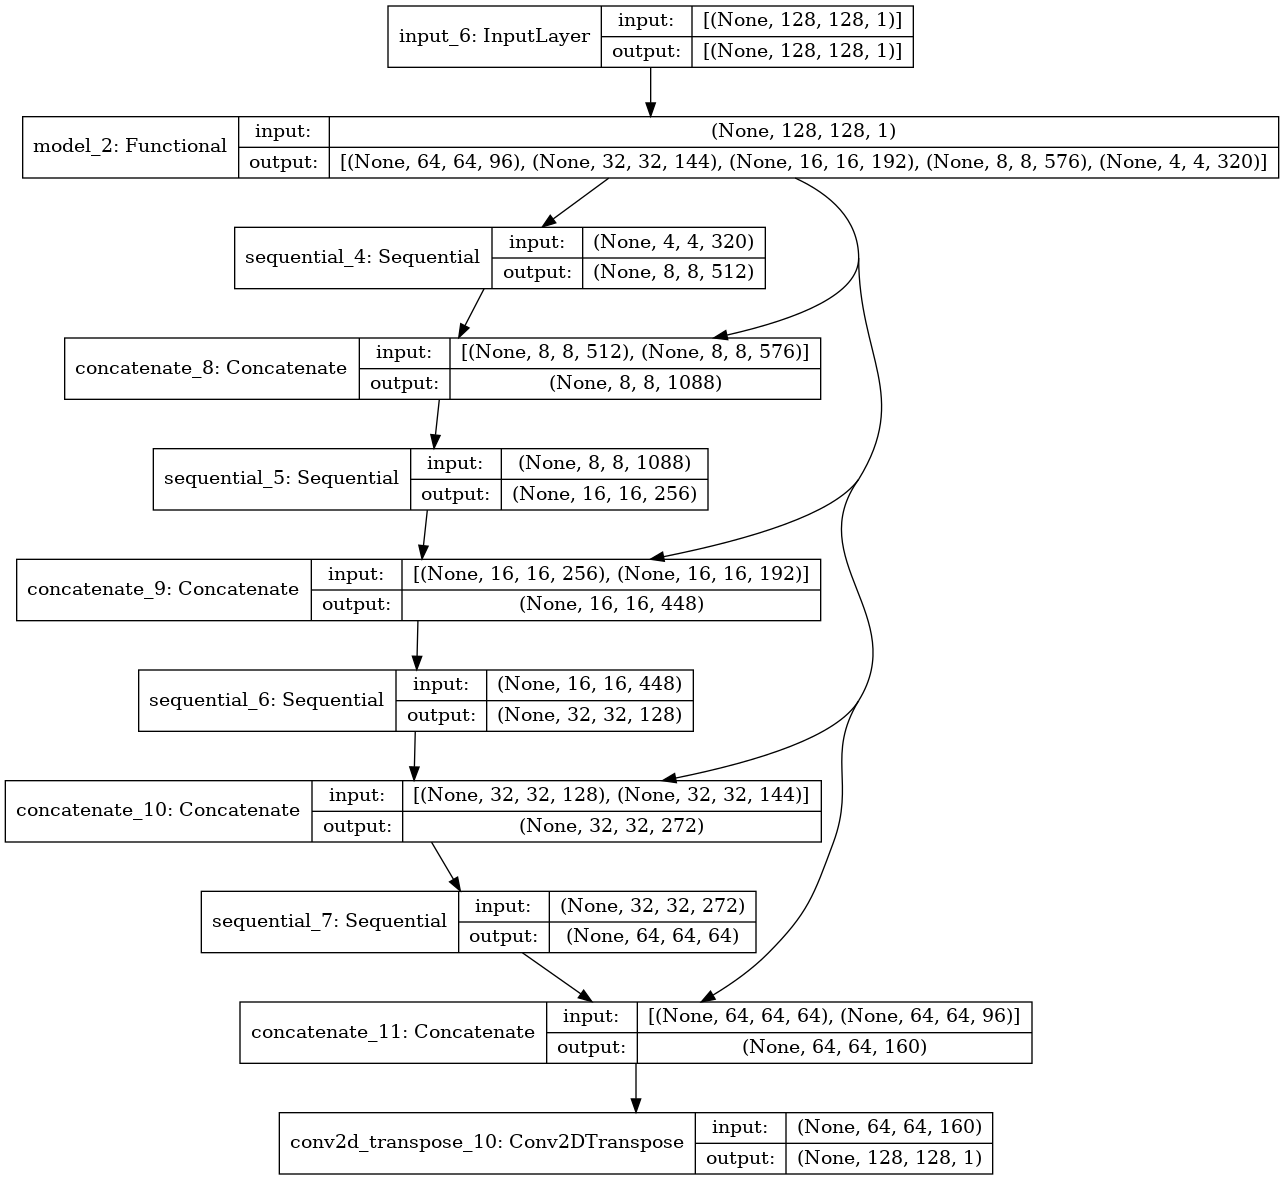 input_6: InputLayer
input: [(None, 128, 128, 1)]
output: [(None, 128, 128, 1)]
model_2: Functional
input: (None, 128, 128, 1)
output: [(None, 64, 64, 96), (None, 32, 32, 144), (None, 16, 16, 192), (None, 8, 8, 576), (None, 4, 4, 320)]
sequential_4: Sequential
input: (None, 4, 4, 320)
output: (None, 8, 8, 512)
concatenate_8: Concatenate
input: [(None, 8, 8, 512), (None, 8, 8, 576)]
output: (None, 8, 8, 1088)
sequential_5: Sequential
input: (None, 8, 8, 1088)
output: (None, 16, 16, 256)
concatenate_9: Concatenate
input: [(None, 16, 16, 256), (None, 16, 16, 192)]
output: (None, 16, 16, 448)
sequential_6: Sequential
input: (None, 16, 16, 448)
output: (None, 32, 32, 128)
concatenate_10: Concatenate
input: [(None, 32, 32, 128), (None, 32, 32, 144)]
output: (None, 32, 32, 272)
sequential_7: Sequential
input: (None, 32, 32, 272)
output: (None, 64, 64, 64)
concatenate_11: Concatenate
input: [(None, 64, 64, 64), (None, 64, 64, 96)]
output: (None, 64, 64, 160)
conv2d_transpose_10: Conv2DTranspose
input: (None, 64, 64, 160)
output: (None, 128, 128, 1)